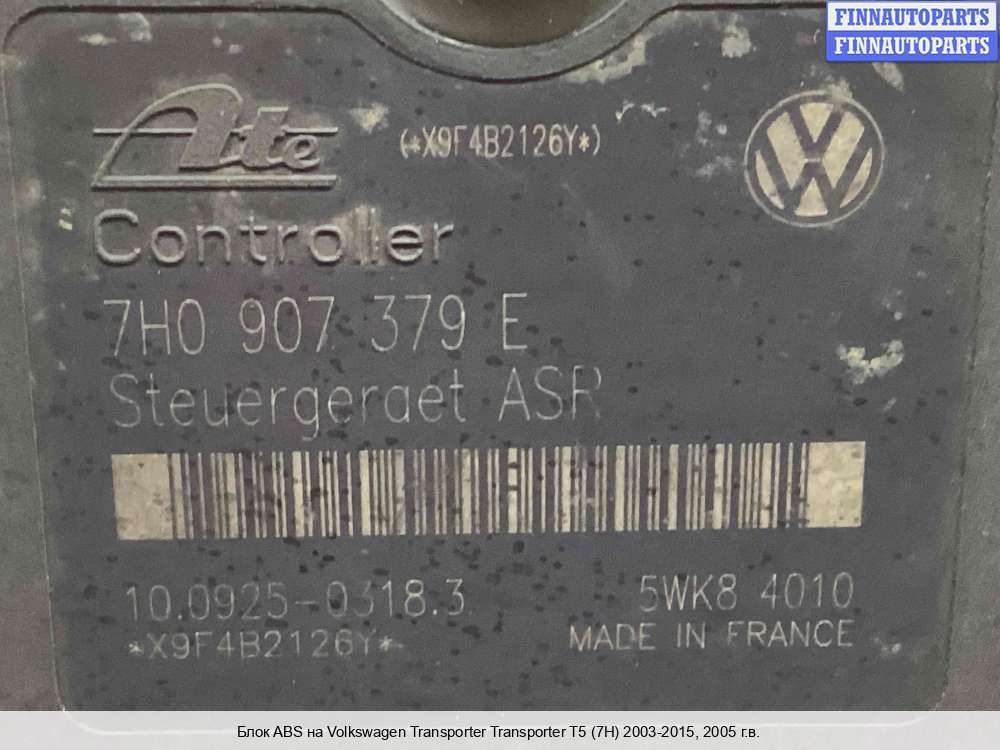 FINNAUTOPARTS
FINNAUTOPARTS
Ate
(*X9F4B2126Y*)
Controller
7H0 907 379 E
Steuergeraet ASR
10.0925-0318.3
5WK8 4010
*X9F4B2126Y*
MADE IN FRANCE
Блок ABS на Volkswagen Transporter Transporter T5 (7H) 2003-2015, 2005 г.в.